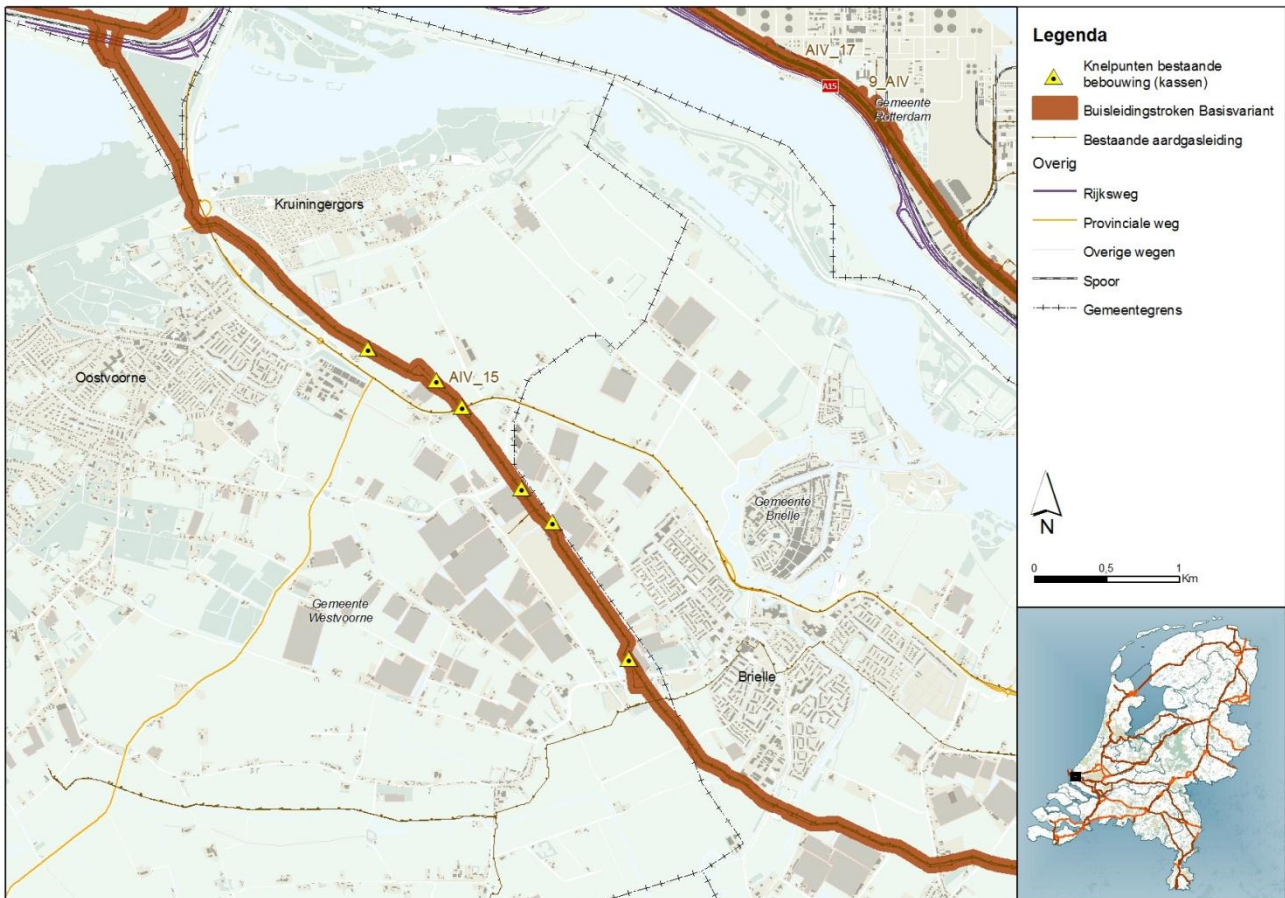 AIV_17
A15
9_AIV
Gemeente
Rotterdam
Kruiningergors
Oostvoorne
AIV_15
Gemeente
Brielle
Gemeente
Westvoorne
Brielle
Legenda
Knelpunten bestaande
bebouwing (kassen)
Buisleidingstroken Basisvariant
Bestaande aardgasleiding
Overig
Rijksweg
Provinciale weg
Overige wegen
Spoor
Gemeentegrens
N
0 0,5 1
Km